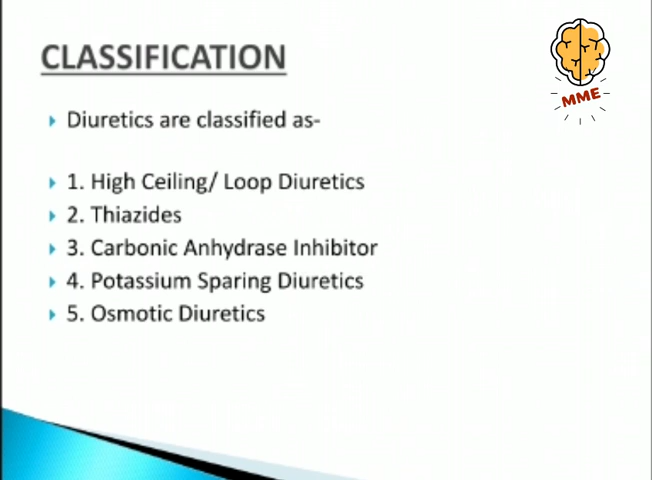 CLASSIFICATION
MME
Diuretics are classified as-
1. High Ceiling/ Loop Diuretics
2. Thiazides
3. Carbonic Anhydrase Inhibitor
4. Potassium Sparing Diuretics
5. Osmotic Diuretics